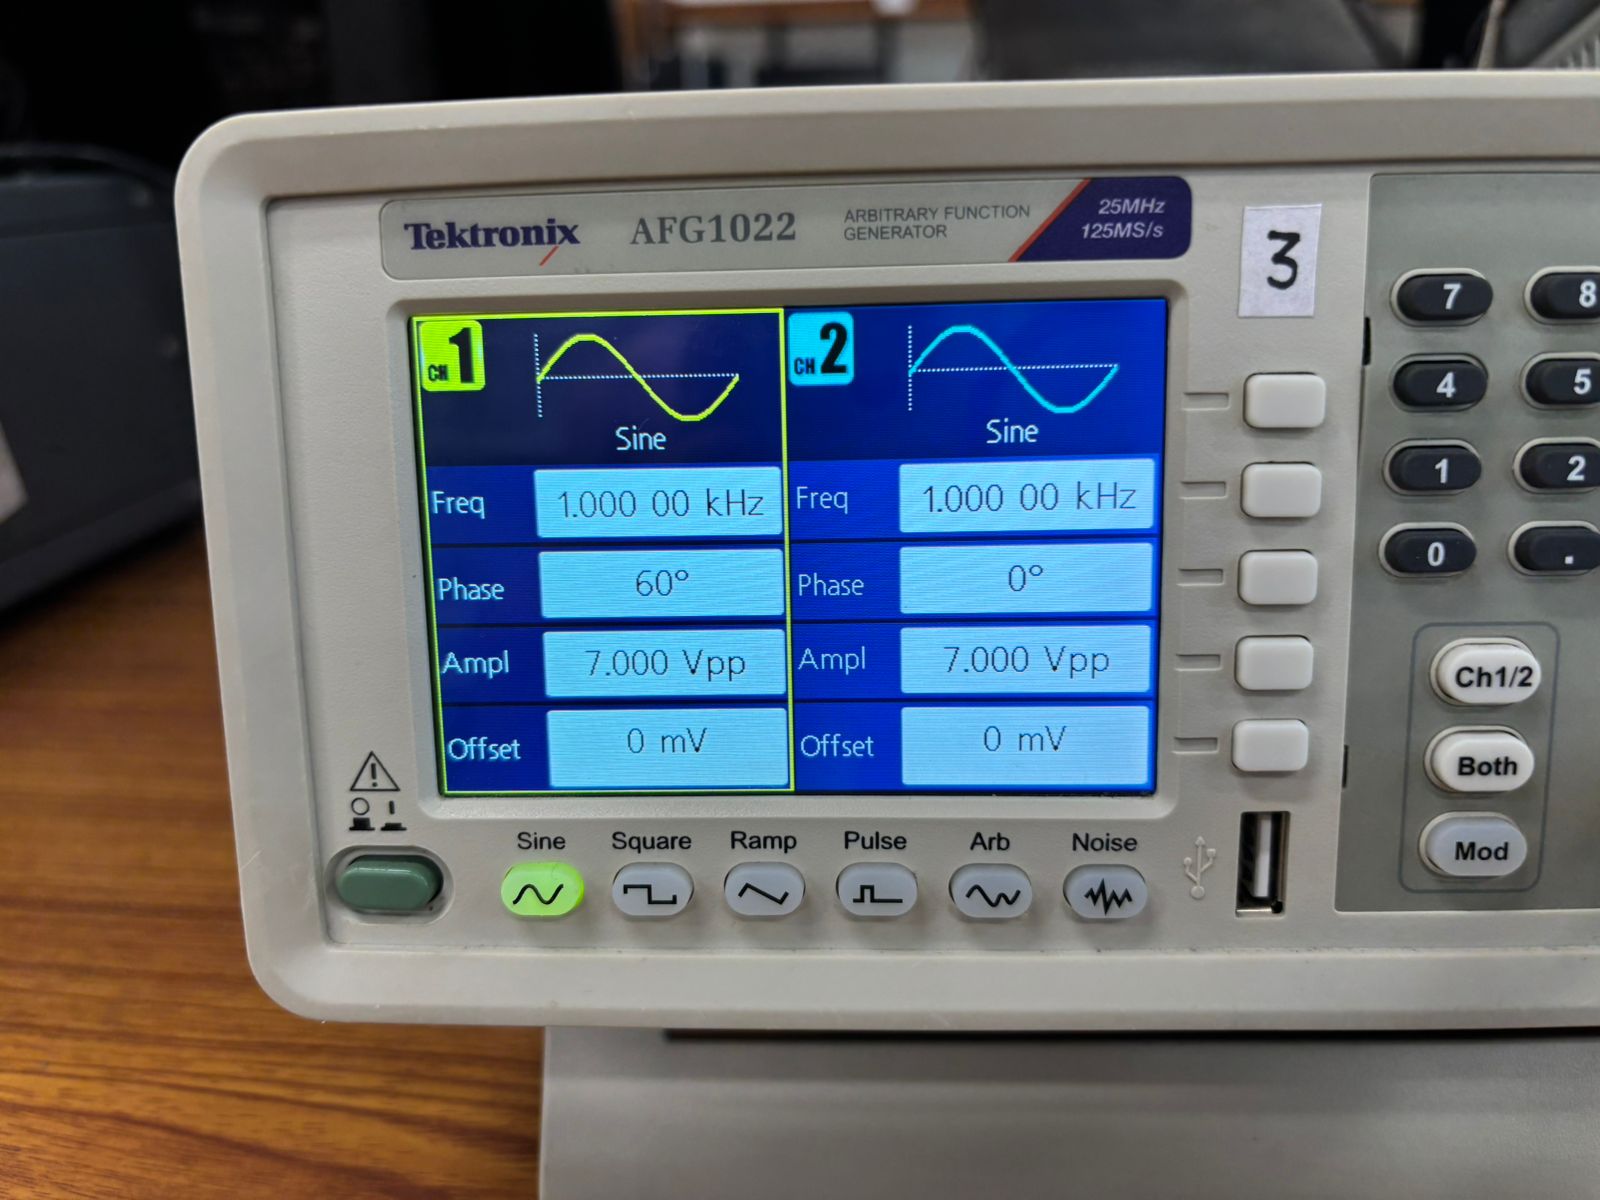 Tektronix AFG1022 ARBITRARY FUNCTION GENERATOR 25MHz 125MS/s
3
CH 1
CH 2
Sine
Sine
Freq 1.000 00 kHz
Freq 1.000 00 kHz
Phase 60°
Phase 0°
Ampl 7.000 Vpp
Ampl 7.000 Vpp
Offset 0 mV
Offset 0 mV
Sine Square Ramp Pulse Arb Noise
7 8
4 5
1 2
0 .
Ch1/2
Both
Mod